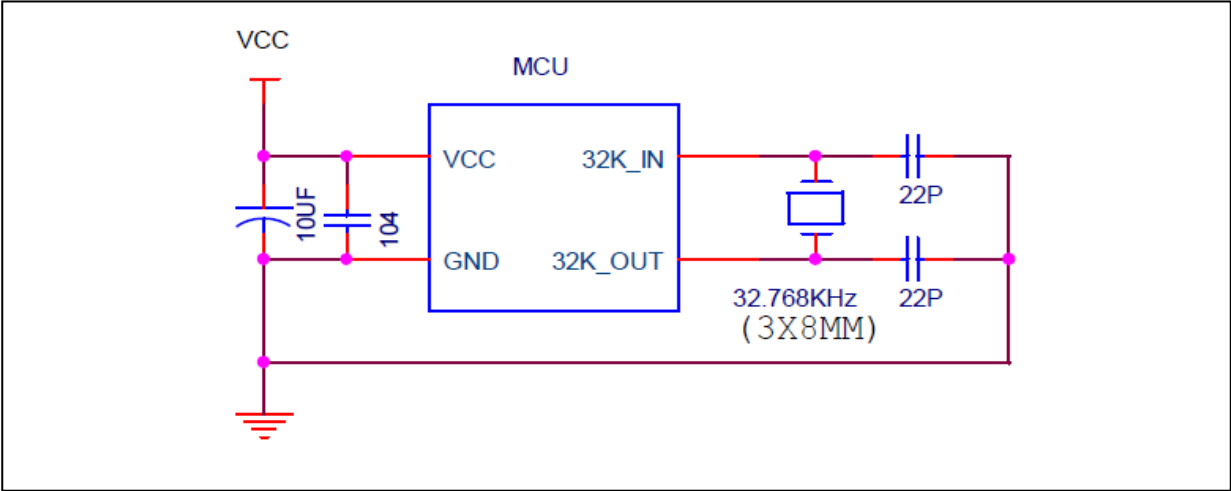 VCC
MCU
VCC
32K_IN
22P
10UF
104
GND
32K_OUT
32.768KHz
22P
(3X8MM)